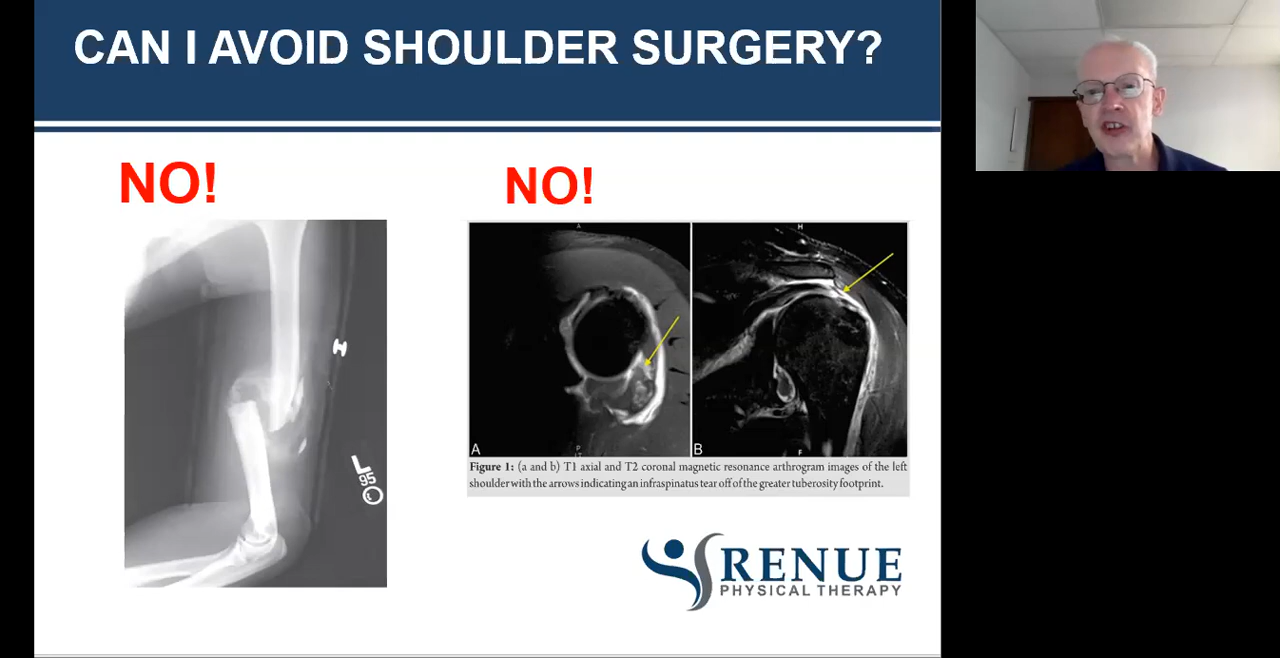 CAN I AVOID SHOULDER SURGERY?
NO!
NO!
H
L
95
A
P
A
H
F
B
Figure 1: (a and b) T1 axial and T2 coronal magnetic resonance arthrogram images of the left
shoulder with the arrows indicating an infraspinatus tear off of the greater tuberosity footprint.
RENUE
PHYSICAL THERAPY